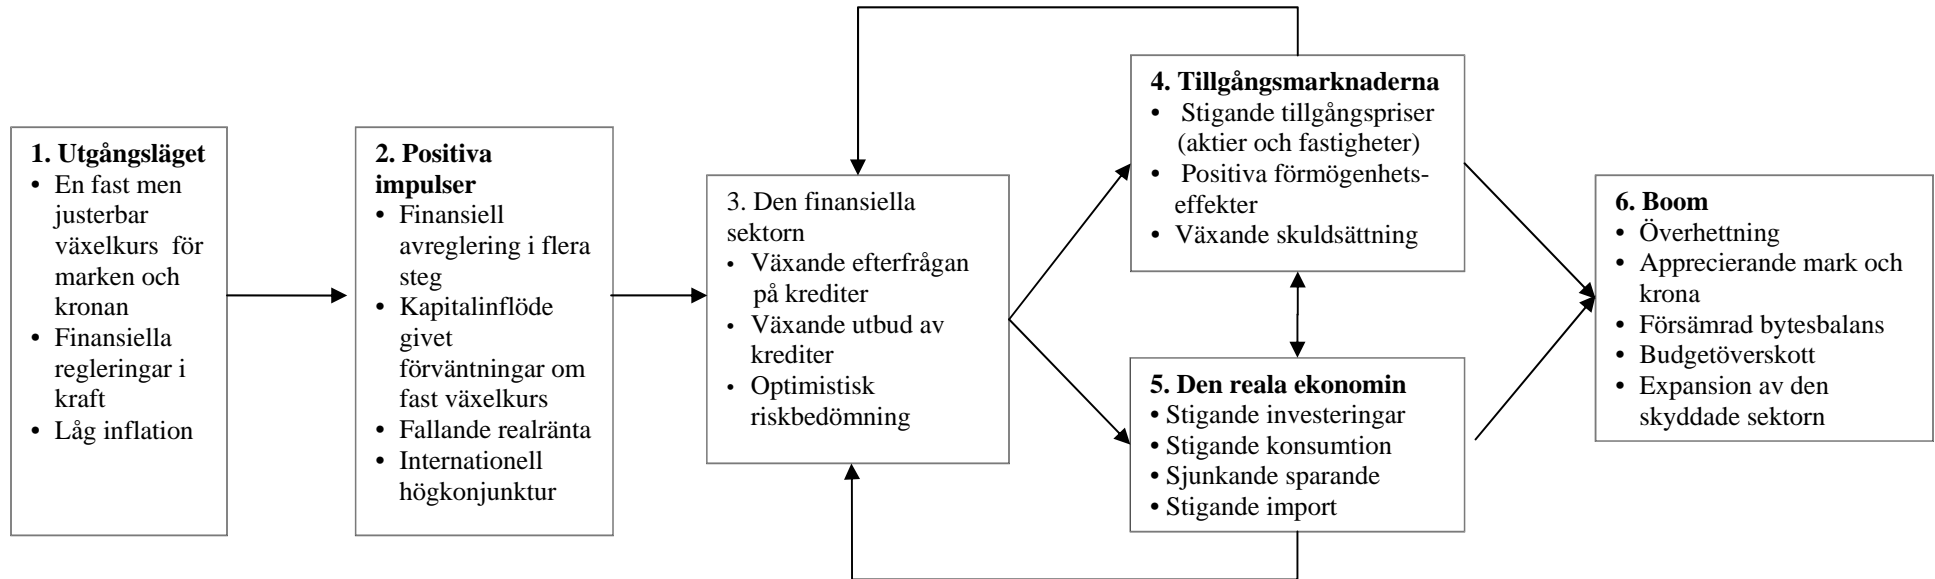 1. Utgångsläget
• En fast men
justerbar
växelkurs för
marken och
kronan
• Finansiella
regleringar i
kraft
• Låg inflation
2. Positiva
impulser
• Finansiell
avreglering i flera
steg
• Kapitalinflöde
givet
förväntningar om
fast växelkurs
• Fallande realränta
• Internationell
högkonjunktur
3. Den finansiella
sektorn
• Växande efterfrågan
på krediter
• Växande utbud av
krediter
• Optimistisk
riskbedömning
4. Tillgångsmarknaderna
• Stigande tillgångspriser
(aktier och fastigheter)
• Positiva förmögenhets-
effekter
• Växande skuldsättning
5. Den reala ekonomin
• Stigande investeringar
• Stigande konsumtion
• Sjunkande sparande
• Stigande import
6. Boom
• Överhettning
• Apprecierande mark och
krona
• Försämrad bytesbalans
• Budgetöverskott
• Expansion av den
skyddade sektorn